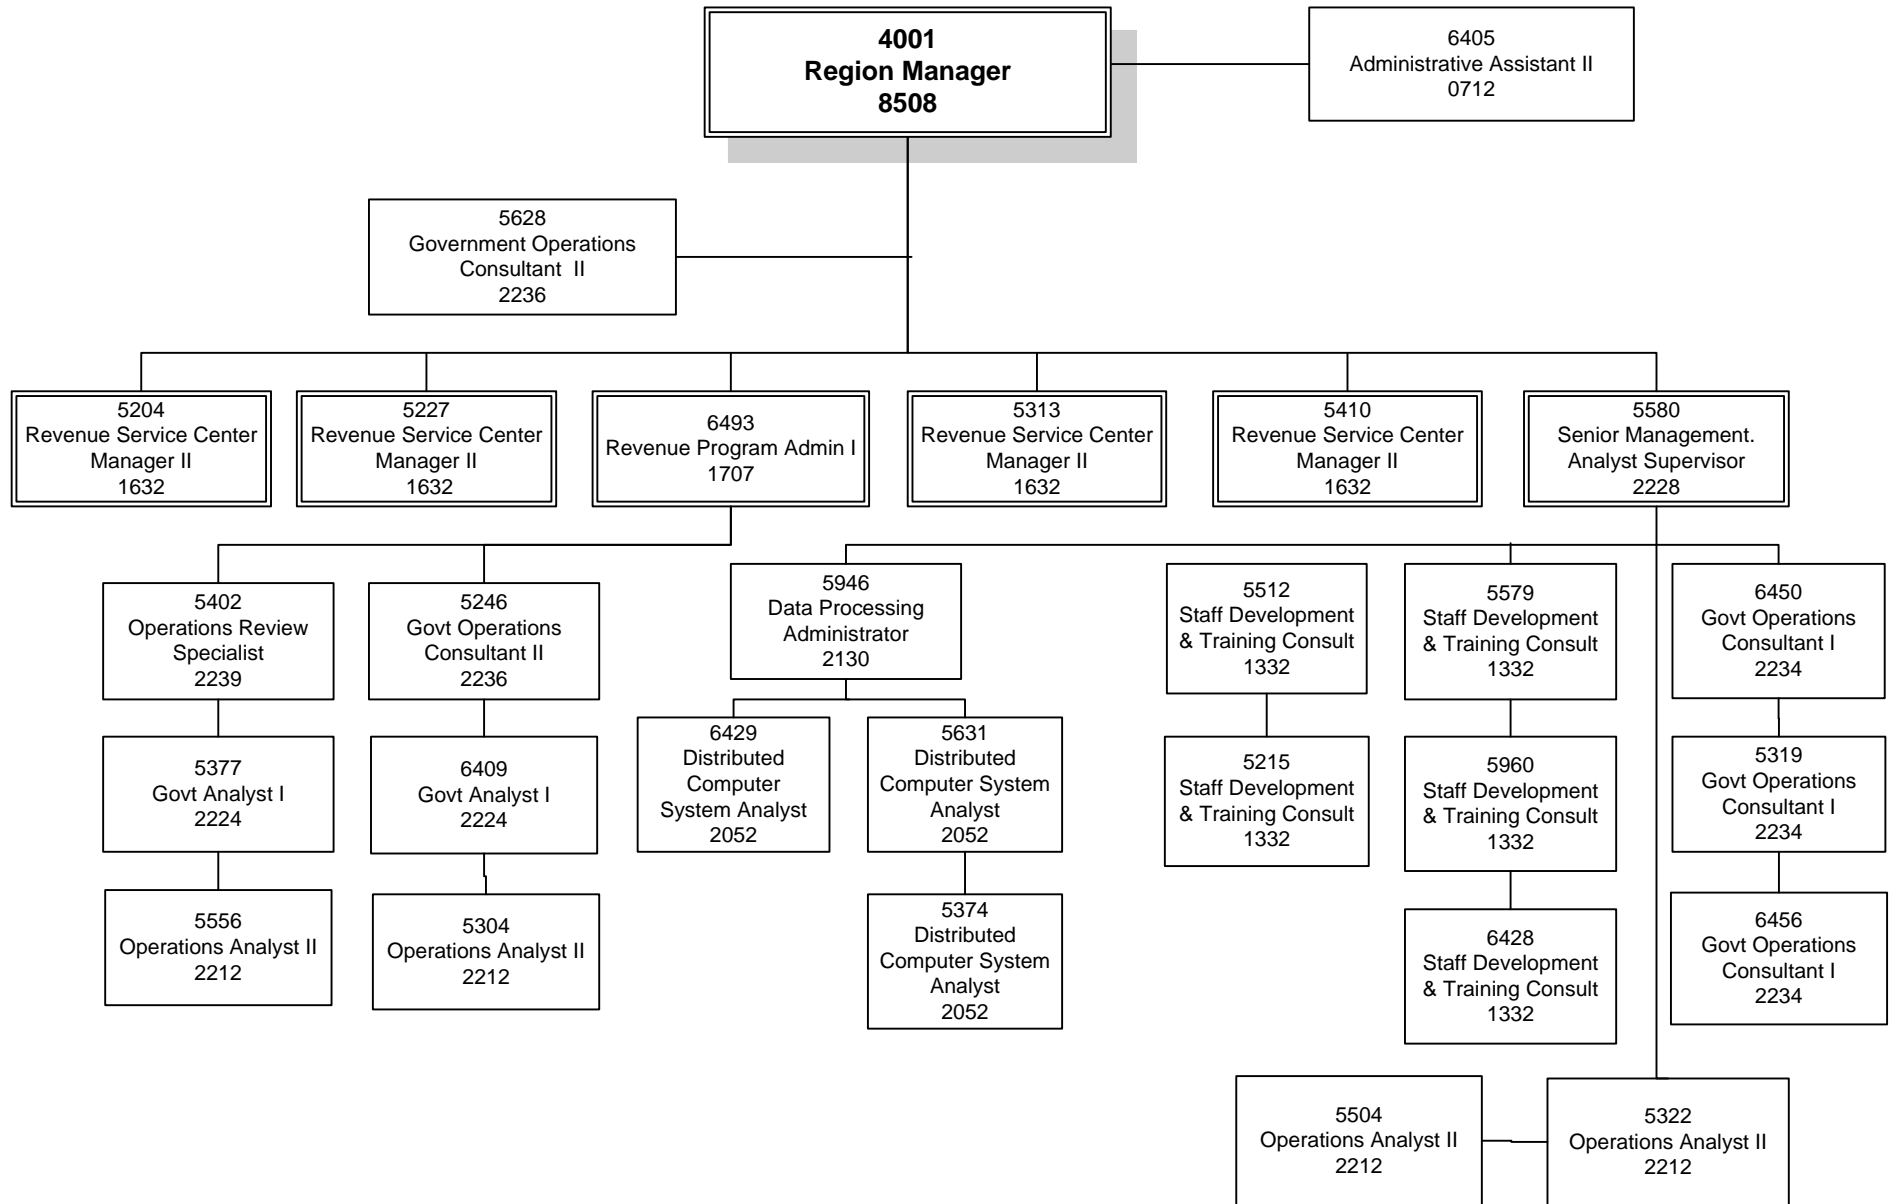 4001
Region Manager
8508
6405
Administrative Assistant II
0712
5628
Government Operations
Consultant  II
2236
5204
Revenue Service Center
Manager II
1632
5227
Revenue Service Center
Manager II
1632
6493
Revenue Program Admin I
1707
5313
Revenue Service Center
Manager II
1632
5410
Revenue Service Center
Manager II
1632
5580
Senior Management.
Analyst Supervisor
2228
5402
Operations Review
Specialist
2239
5246
Govt Operations
Consultant II
2236
5946
Data Processing
Administrator
2130
5512
Staff Development
& Training Consult
1332
5579
Staff Development
& Training Consult
1332
6450
Govt Operations
Consultant I
2234
5377
Govt Analyst I
2224
6409
Govt Analyst I
2224
6429
Distributed
Computer
System Analyst
2052
5631
Distributed
Computer System
Analyst
2052
5215
Staff Development
& Training Consult
1332
5960
Staff Development
& Training Consult
1332
5319
Govt Operations
Consultant I
2234
5556
Operations Analyst II
2212
5304
Operations Analyst II
2212
5374
Distributed
Computer System
Analyst
2052
6428
Staff Development
& Training Consult
1332
6456
Govt Operations
Consultant I
2234
5504
Operations Analyst II
2212
5322
Operations Analyst II
2212